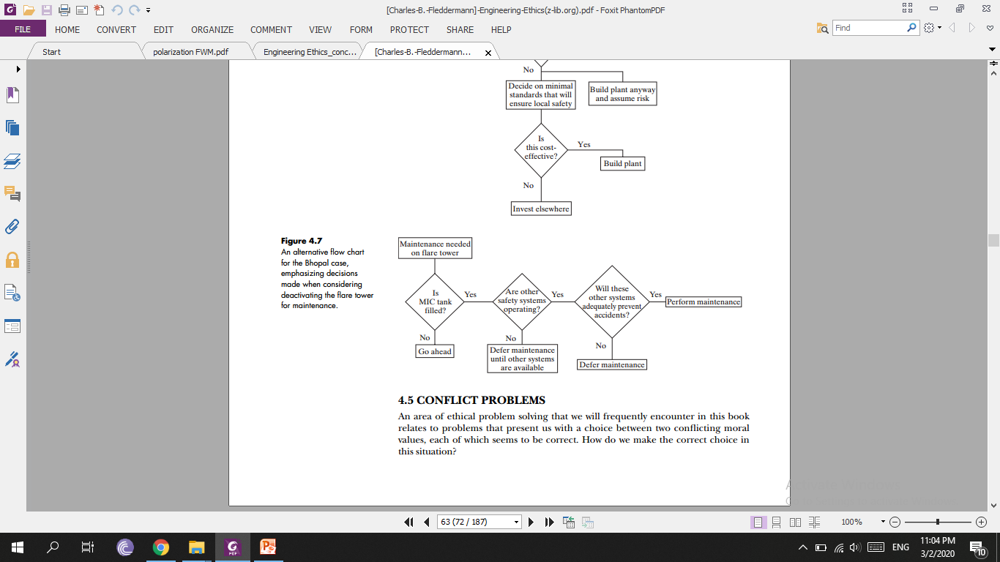 [Charles-B.-Fleddermann]-Engineering-Ethics(z-lib.org).pdf - Foxit PhantomPDF
FILE HOME CONVERT EDIT ORGANIZE COMMENT VIEW FORM PROTECT SHARE HELP
Find
Start
polarization FWM.pdf
Engineering Ethics_conc...
[Charles-B.-Fleddermann...
No
Decide on minimal
standards that will
ensure local safety
Build plant anyway
and assume risk
Is
this cost-
effective?
Yes
Build plant
No
Invest elsewhere
Figure 4.7
An alternative flow chart
for the Bhopal case,
emphasizing decisions
made when considering
deactivating the flare tower
for maintenance.
Maintenance needed
on flare tower
Is
MIC tank
filled?
Yes
No
Go ahead
Are other
safety systems
operating?
Yes
No
Defer maintenance
until other systems
are available
Will these
other systems
adequately prevent
accidents?
Yes
Perform maintenance
No
Defer maintenance
4.5 CONFLICT PROBLEMS
An area of ethical problem solving that we will frequently encounter in this book
relates to problems that present us with a choice between two conflicting moral
values, each of which seems to be correct. How do we make the correct choice in
this situation?
Activate Windows
63 (72 / 187)
100%
PDF
ENG
11:04 PM
3/2/2020
10